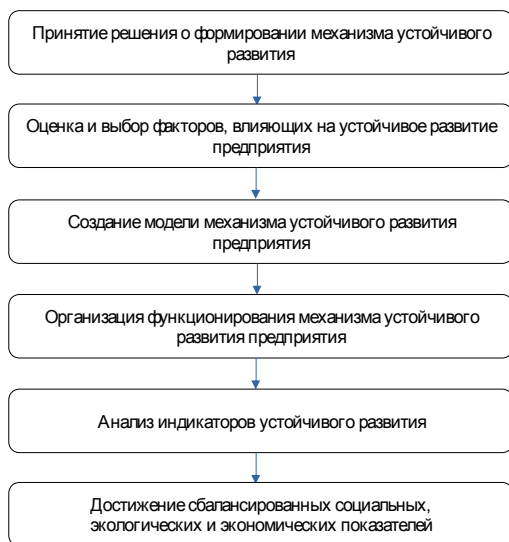 Принятие решения о формировании механизма устойчивого
развития
Оценка и выбор факторов, влияющих на устойчивое развитие
предприятия
Создание модели механизма устойчивого развития
предприятия
Организация функционирования механизма устойчивого
развития предприятия
Анализ индикаторов устойчивого развития
Достижение сбалансированных социальных,
экологических и экономических показателей